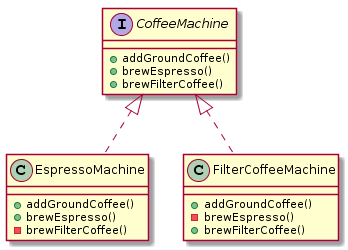 I CoffeeMachine
addGroundCoffee()
brewEspresso()
brewFilterCoffee()
C EspressoMachine
addGroundCoffee()
brewEspresso()
brewFilterCoffee()
C FilterCoffeeMachine
addGroundCoffee()
brewEspresso()
brewFilterCoffee()